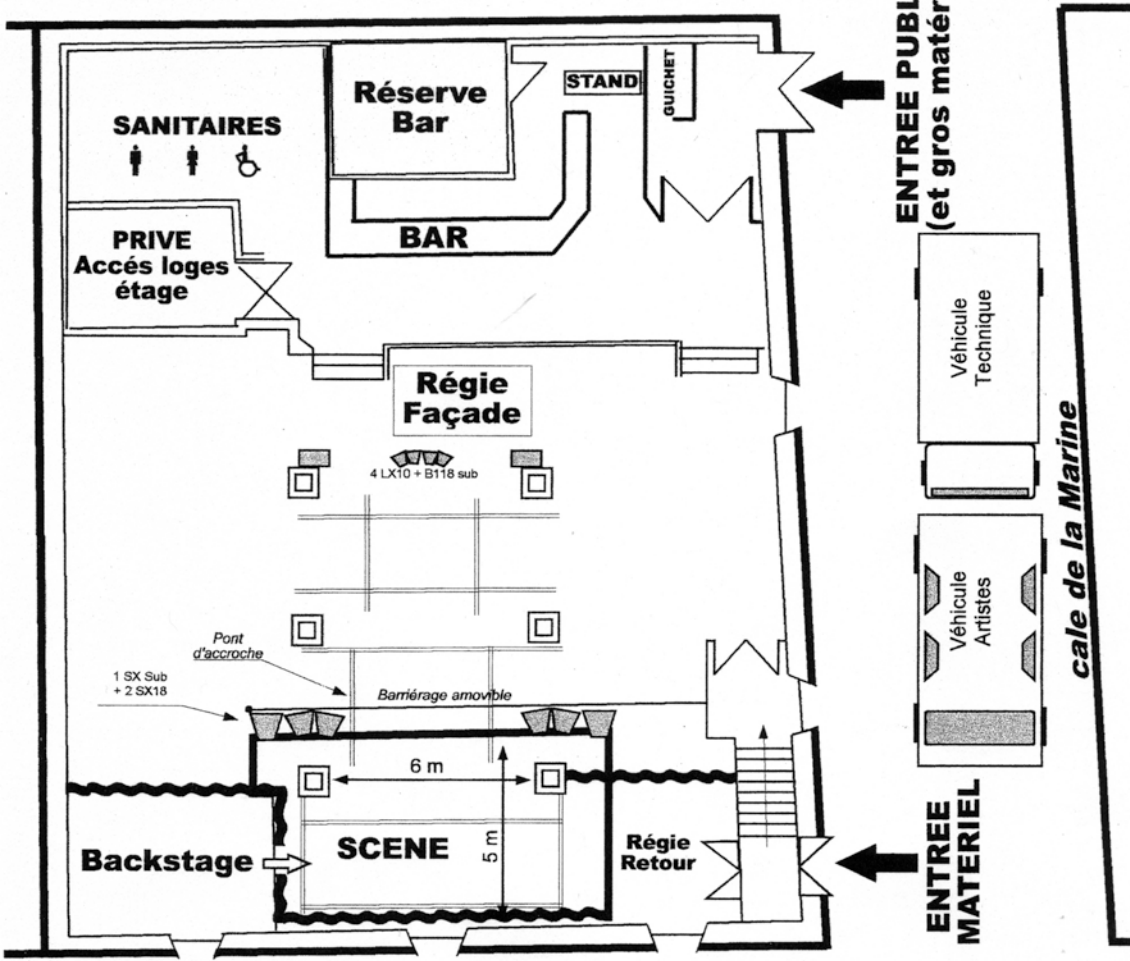 SANITAIRES
Réserve
Bar
STAND
GUICHET
BAR
PRIVE
Accés loges
étage
Régie
Façade
4 LX10 + B118 sub
Pont
d'accroche
1 SX Sub
+ 2 SX18
Barriérage amovible
6 m
5 m
SCENE
Backstage
Régie
Retour
ENTREE PUBL
(et gros matér
Véhicule
Technique
Véhicule
Artistes
cale de la Marine
ENTREE
MATERIEL